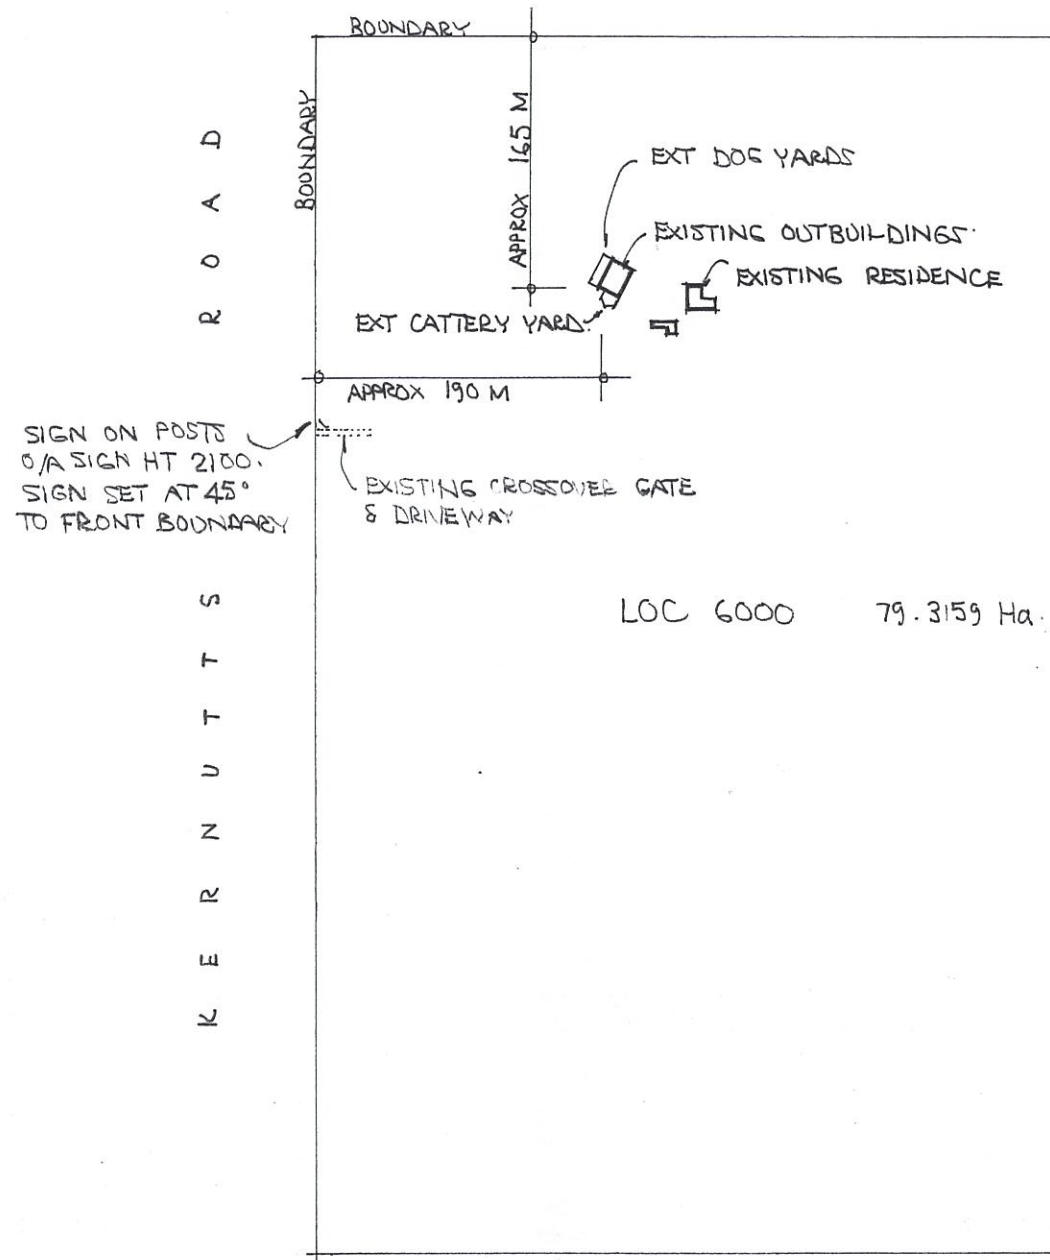 BOUNDARY
BOUNDARY
APPROX 165 M
EXT DOG YARDS
EXISTING OUTBUILDINGS.
EXISTING RESIDENCE
EXT CATTERY YARD.
APPROX 190 M
SIGN ON POSTS
O/A SIGN HT 2100.
SIGN SET AT 45°
TO FRONT BOUNDARY
EXISTING CROSSOVER GATE
& DRIVEWAY
LOC 6000 79.3159 Ha.
KERNUTTS ROAD